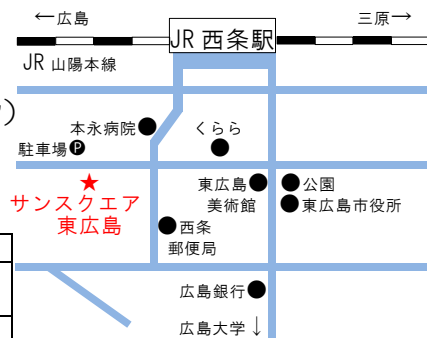 ←広島
三原→
JR 西条駅
JR 山陽本線
)
本永病院
くらら
駐車場P
★
サンスクエア
東広島
東広島
美術館
公園
東広島市役所
西条
郵便局
広島銀行
広島大学↓